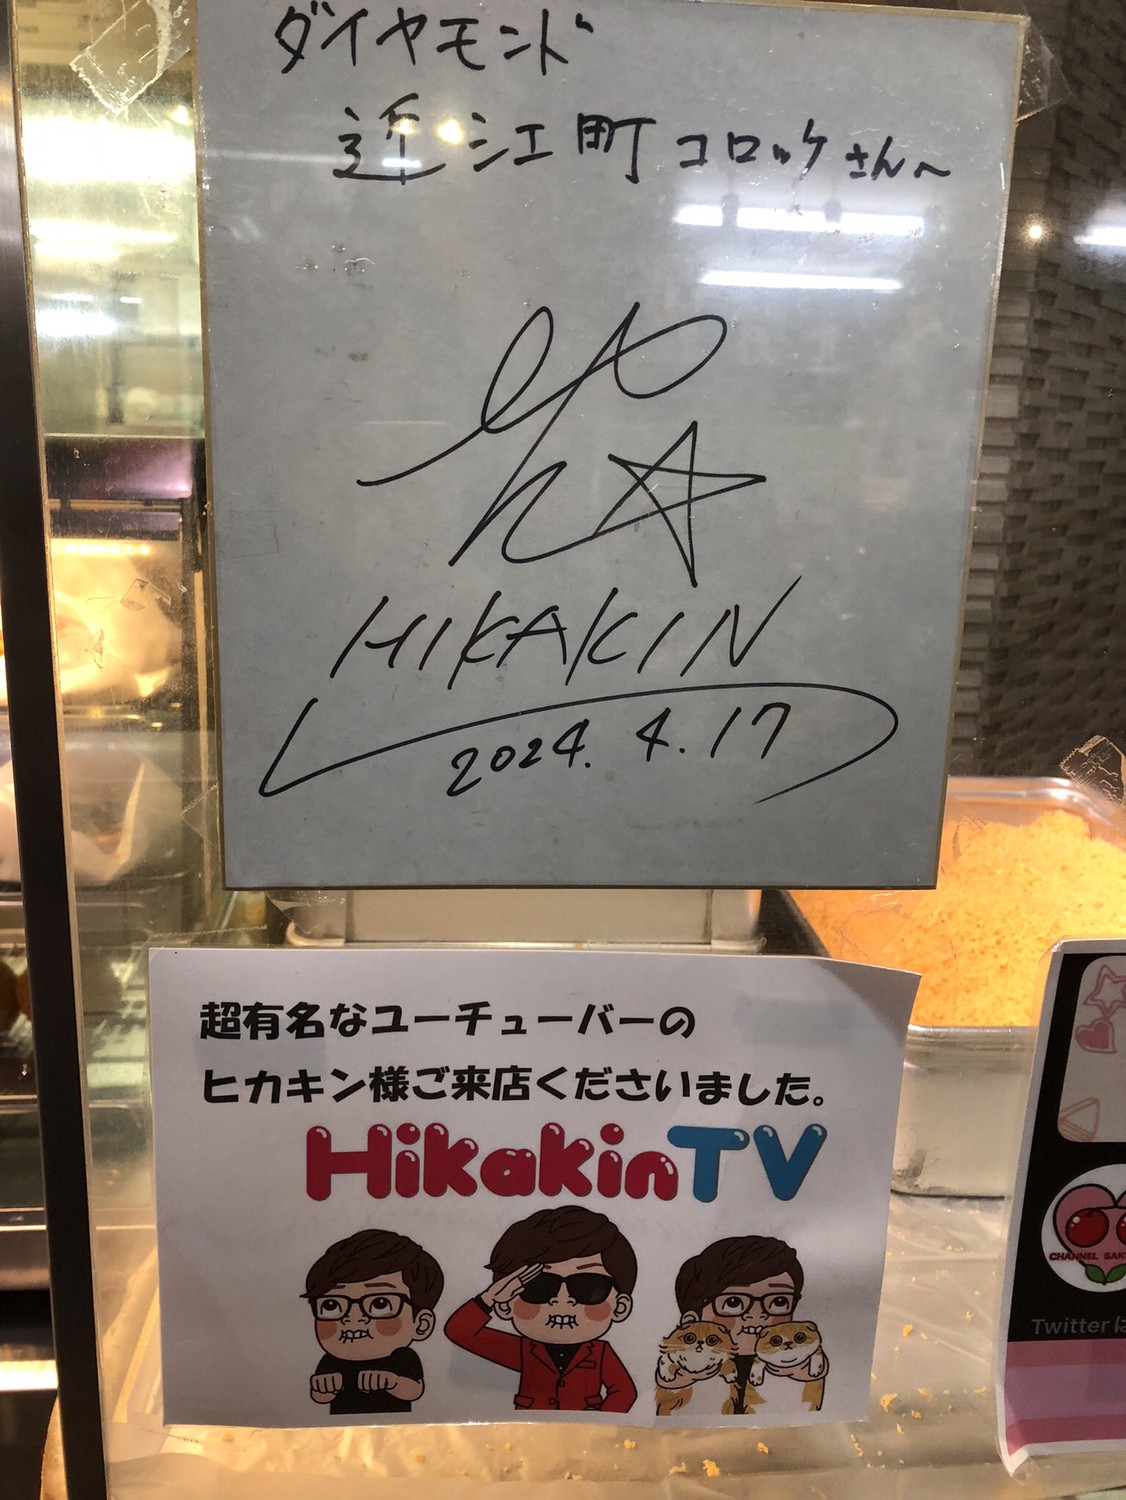 ダイヤモンド
近江町コロッケさんへ
HIKAKIN
2024.4.17
超有名なユーチューバーの
ヒカキン様ご来店くださいました。
HikakinTV
CHANNEL
Twitter